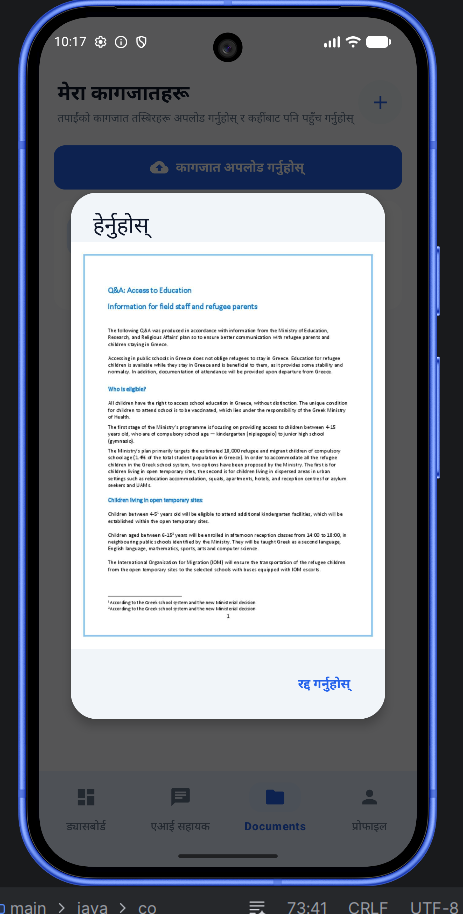 10:17
मेरा कागजातहरू
तपाईंको कागजात तस्बिरहरू अपलोड गर्नुहोस् र कहींबाट पनि पहुँच गर्नुहोस्
कागजात अपलोड गर्नुहोस्
हेर्नुहोस्
Q&A: Access to Education
Information for field staff and refugee parents
The following Q&A was produced in accordance with information from the Ministry of Education,
Research, and Religious Affairs' plan so to ensure better communication with refugee parents and
children staying in Greece.
Accessing in public schools in Greece does not oblige refugees to stay in Greece. Education for refugee
children is available while they stay in Greece and is beneficial to them, as it provides some stability and
normality. In addition, documentation of attendance will be provided upon departure from Greece.
Who is eligible?
All children have the right to access school education in Greece, without distinction. The unique condition
for children to attend school is to be vaccinated, which lies under the responsibility of the Greek Ministry
of Health.
The first stage of the Ministry's programme is focusing on providing access to children between 4-15
years old, who are of compulsory school age — kindergarten (nipiagogio) to junior high school
(gymnasio).
The Ministry's plan primarily targets the estimated 18,000 refugee and migrant children of compulsory
school age (1.4% of the total student population in Greece). In order to accommodate all the refugee
children in the Greek school system, two options have been proposed by the Ministry. The first is for
children living in open temporary sites, the second is for children living in dispersed areas in urban
settings such as relocation accommodation, squats, apartments, hotels, and reception centres for asylum
seekers and UAMs.
Children living in open temporary sites:
Children between 4-5¹ years old will be eligible to attend additional kindergarten facilities, which will be
established within the open temporary sites.
Children aged between 6-15² years will be enrolled in afternoon reception classes from 14:00 to 18:00, in
neighbouring public schools identified by the Ministry. They will be taught Greek as a second language,
English language, mathematics, sports, arts and computer science.
The International Organization for Migration (IOM) will ensure the transportation of the refugee children
from the open temporary sites to the selected schools with buses equipped with IOM escorts.
¹ According to the Greek school system and the new Ministerial decision
² According to the Greek school system and the new Ministerial decision
1
रद्द गर्नुहोस्
ड्यासबोर्ड
एआई सहायक
Documents
प्रोफाइल
main > java > co 73:41 CRLF UTF-8